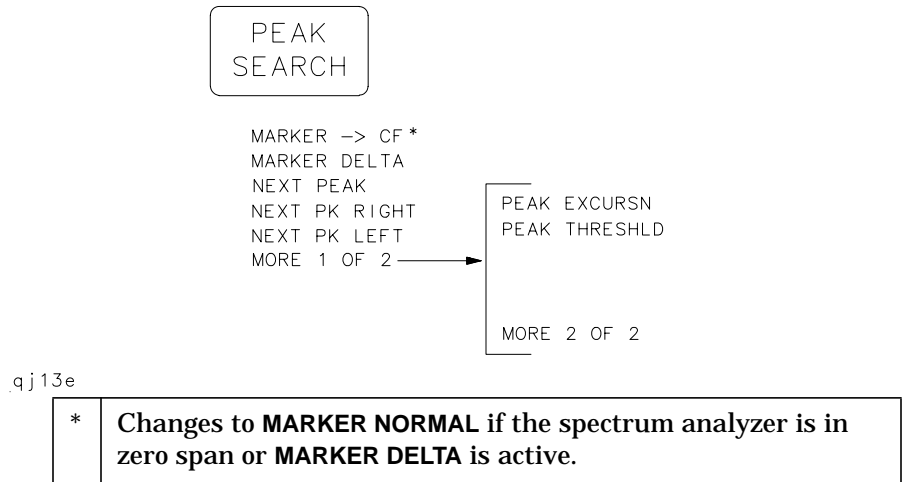 PEAK
SEARCH
MARKER –> CF*
MARKER DELTA
NEXT PEAK
NEXT PK RIGHT
NEXT PK LEFT
MORE 1 OF 2
PEAK EXCURSN
PEAK THRESHLD
MORE 2 OF 2
qj13e
* Changes to MARKER NORMAL if the spectrum analyzer is in
zero span or MARKER DELTA is active.